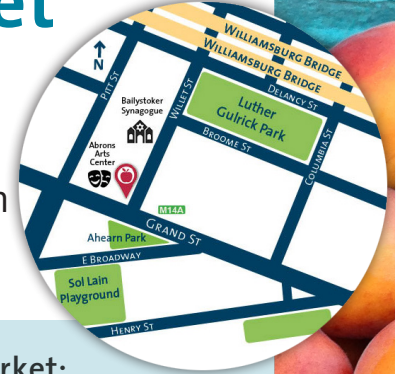 et
WILLIAMSBURG BRIDGE
WILLIAMSBURG BRIDGE
N
PITT ST
WILLET ST
DELANCY ST
Bailystoker
Synagogue
Luther
Gulrick Park
BROOME ST
COLUMBIA ST
Abrons
Arts
Center
n
M14A
GRAND ST
Ahearn Park
E BROADWAY
Sol Lain
Playground
HENRY ST
rket: